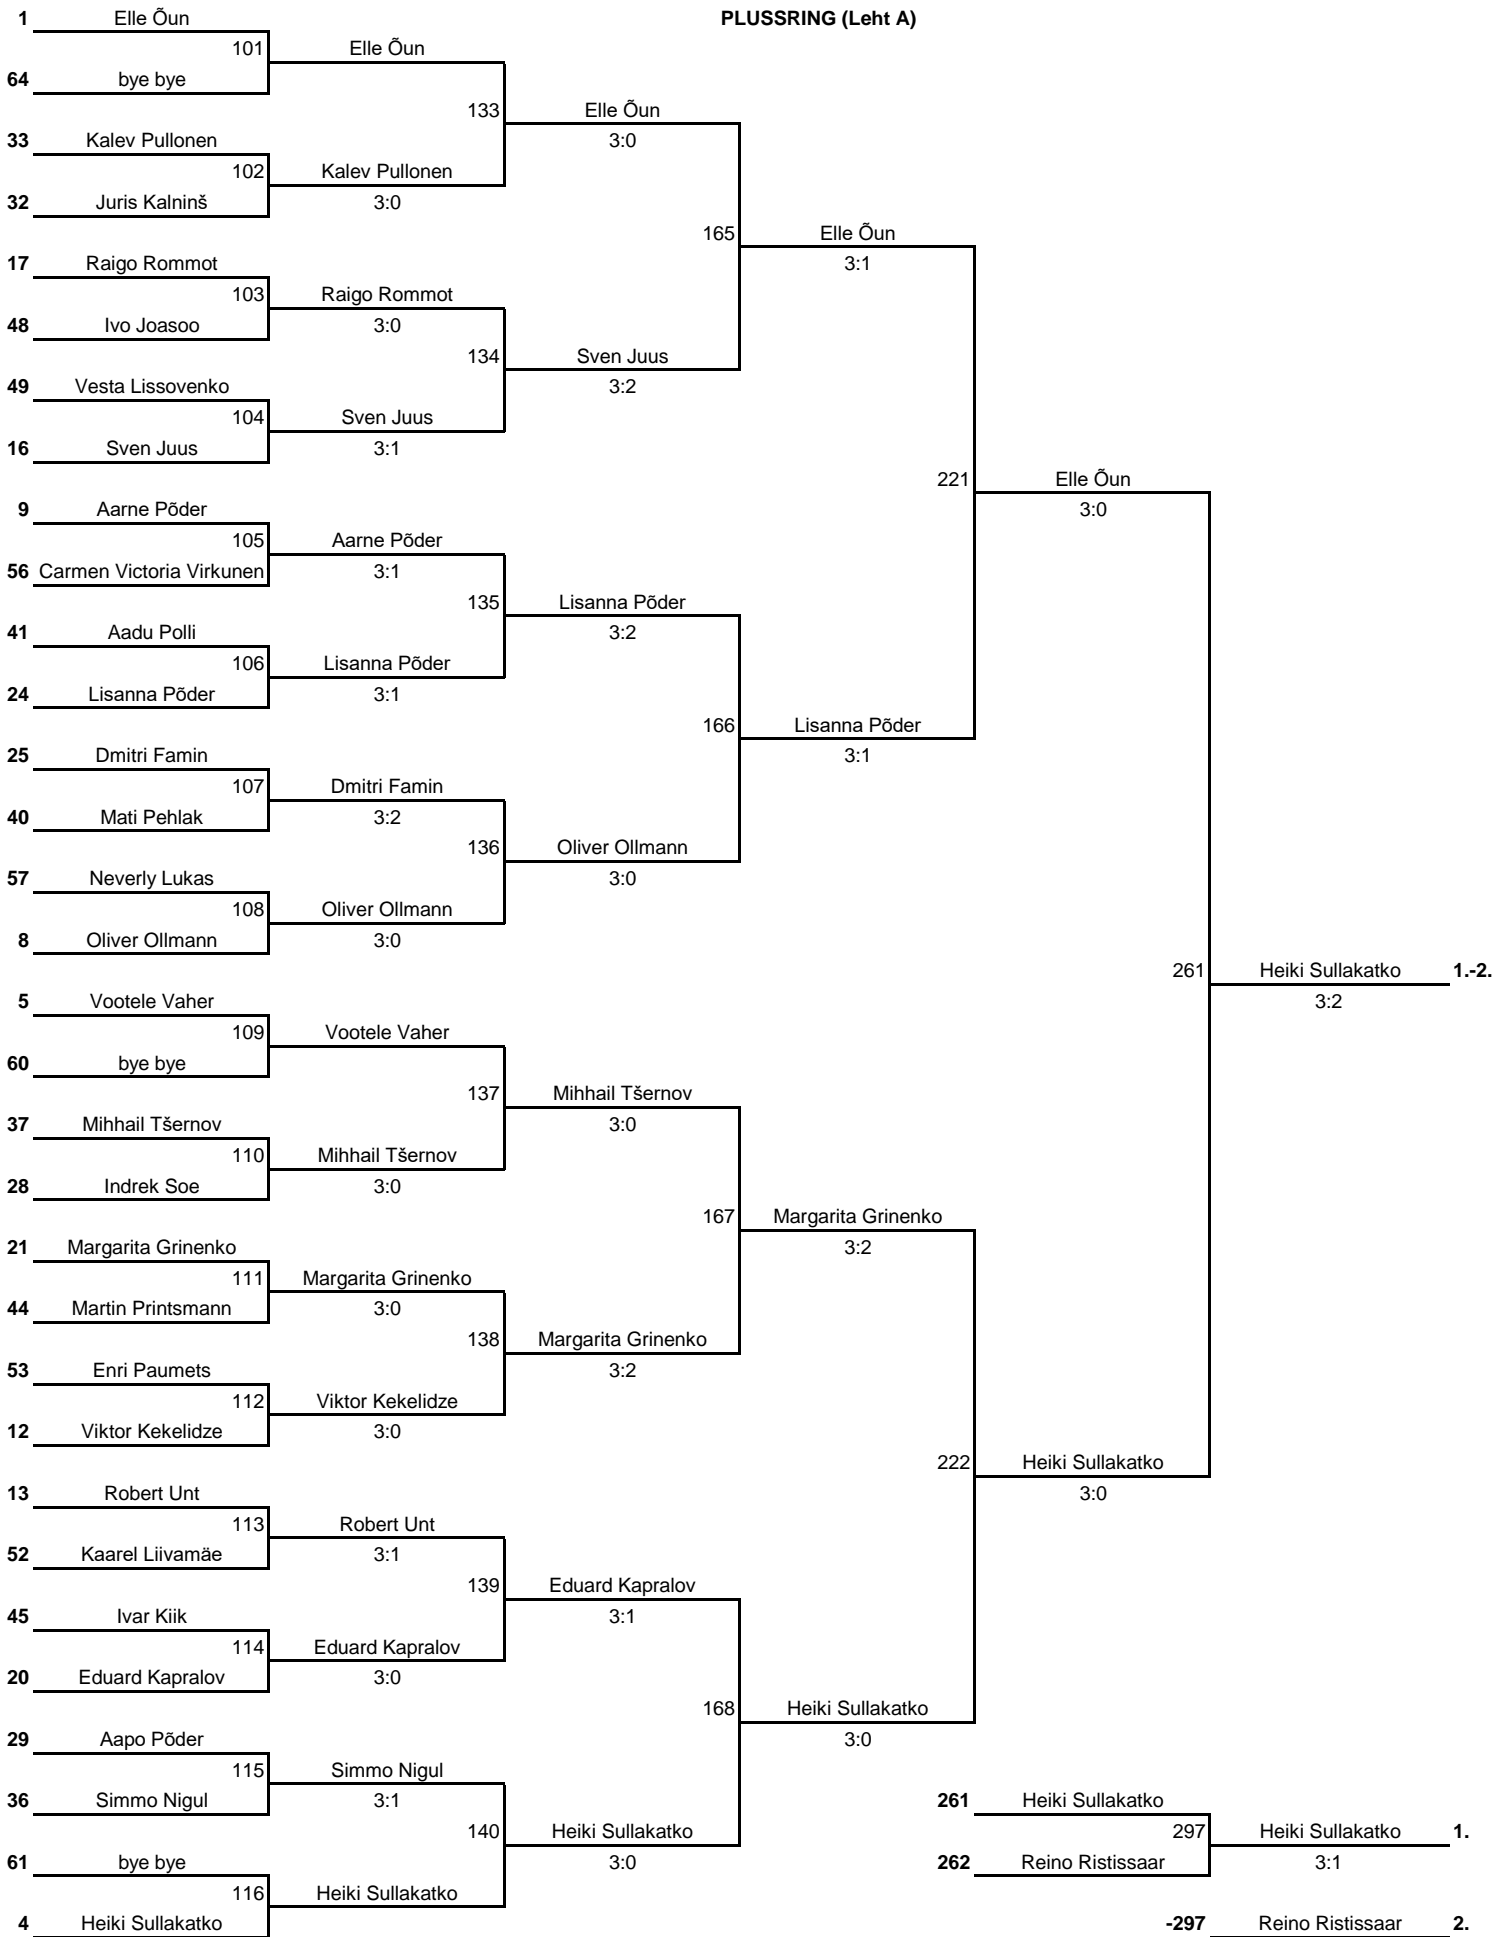 PLUSSRING (Leht A)
1 Elle Õun
101 Elle Õun
64 bye bye
133 Elle Õun
33 Kalev Pullonen 3:0
102 Kalev Pullonen
32 Juris Kalninš 3:0
165 Elle Õun
17 Raigo Rommot 3:1
103 Raigo Rommot
48 Ivo Joasoo 3:0
134 Sven Juus
49 Vesta Lissovenko 3:2
104 Sven Juus
16 Sven Juus 3:1
221 Elle Õun
9 Aarne Põder 3:0
105 Aarne Põder
56 Carmen Victoria Virkunen 3:1
135 Lisanna Põder
41 Aadu Polli 3:2
106 Lisanna Põder
24 Lisanna Põder 3:1
166 Lisanna Põder
25 Dmitri Famin 3:1
107 Dmitri Famin
40 Mati Pehlak 3:2
136 Oliver Ollmann
57 Neverly Lukas 3:0
108 Oliver Ollmann
8 Oliver Ollmann 3:0
261 Heiki Sullakatko 1.-2.
5 Vootele Vaher 3:2
109 Vootele Vaher
60 bye bye
137 Mihhail Tšernov
37 Mihhail Tšernov 3:0
110 Mihhail Tšernov
28 Indrek Soe 3:0
167 Margarita Grinenko
21 Margarita Grinenko 3:2
111 Margarita Grinenko
44 Martin Printsmann 3:0
138 Margarita Grinenko
53 Enri Paumets 3:2
112 Viktor Kekelidze
12 Viktor Kekelidze 3:0
222 Heiki Sullakatko
13 Robert Unt 3:0
113 Robert Unt
52 Kaarel Liivamäe 3:1
139 Eduard Kapralov
45 Ivar Kiik 3:1
114 Eduard Kapralov
20 Eduard Kapralov 3:0
168 Heiki Sullakatko
29 Aapo Põder 3:0
115 Simmo Nigul
36 Simmo Nigul 3:1 261 Heiki Sullakatko
140 Heiki Sullakatko 297 Heiki Sullakatko 1.
61 bye bye 3:0 262 Reino Ristissaar 3:1
116 Heiki Sullakatko
4 Heiki Sullakatko -297 Reino Ristissaar 2.